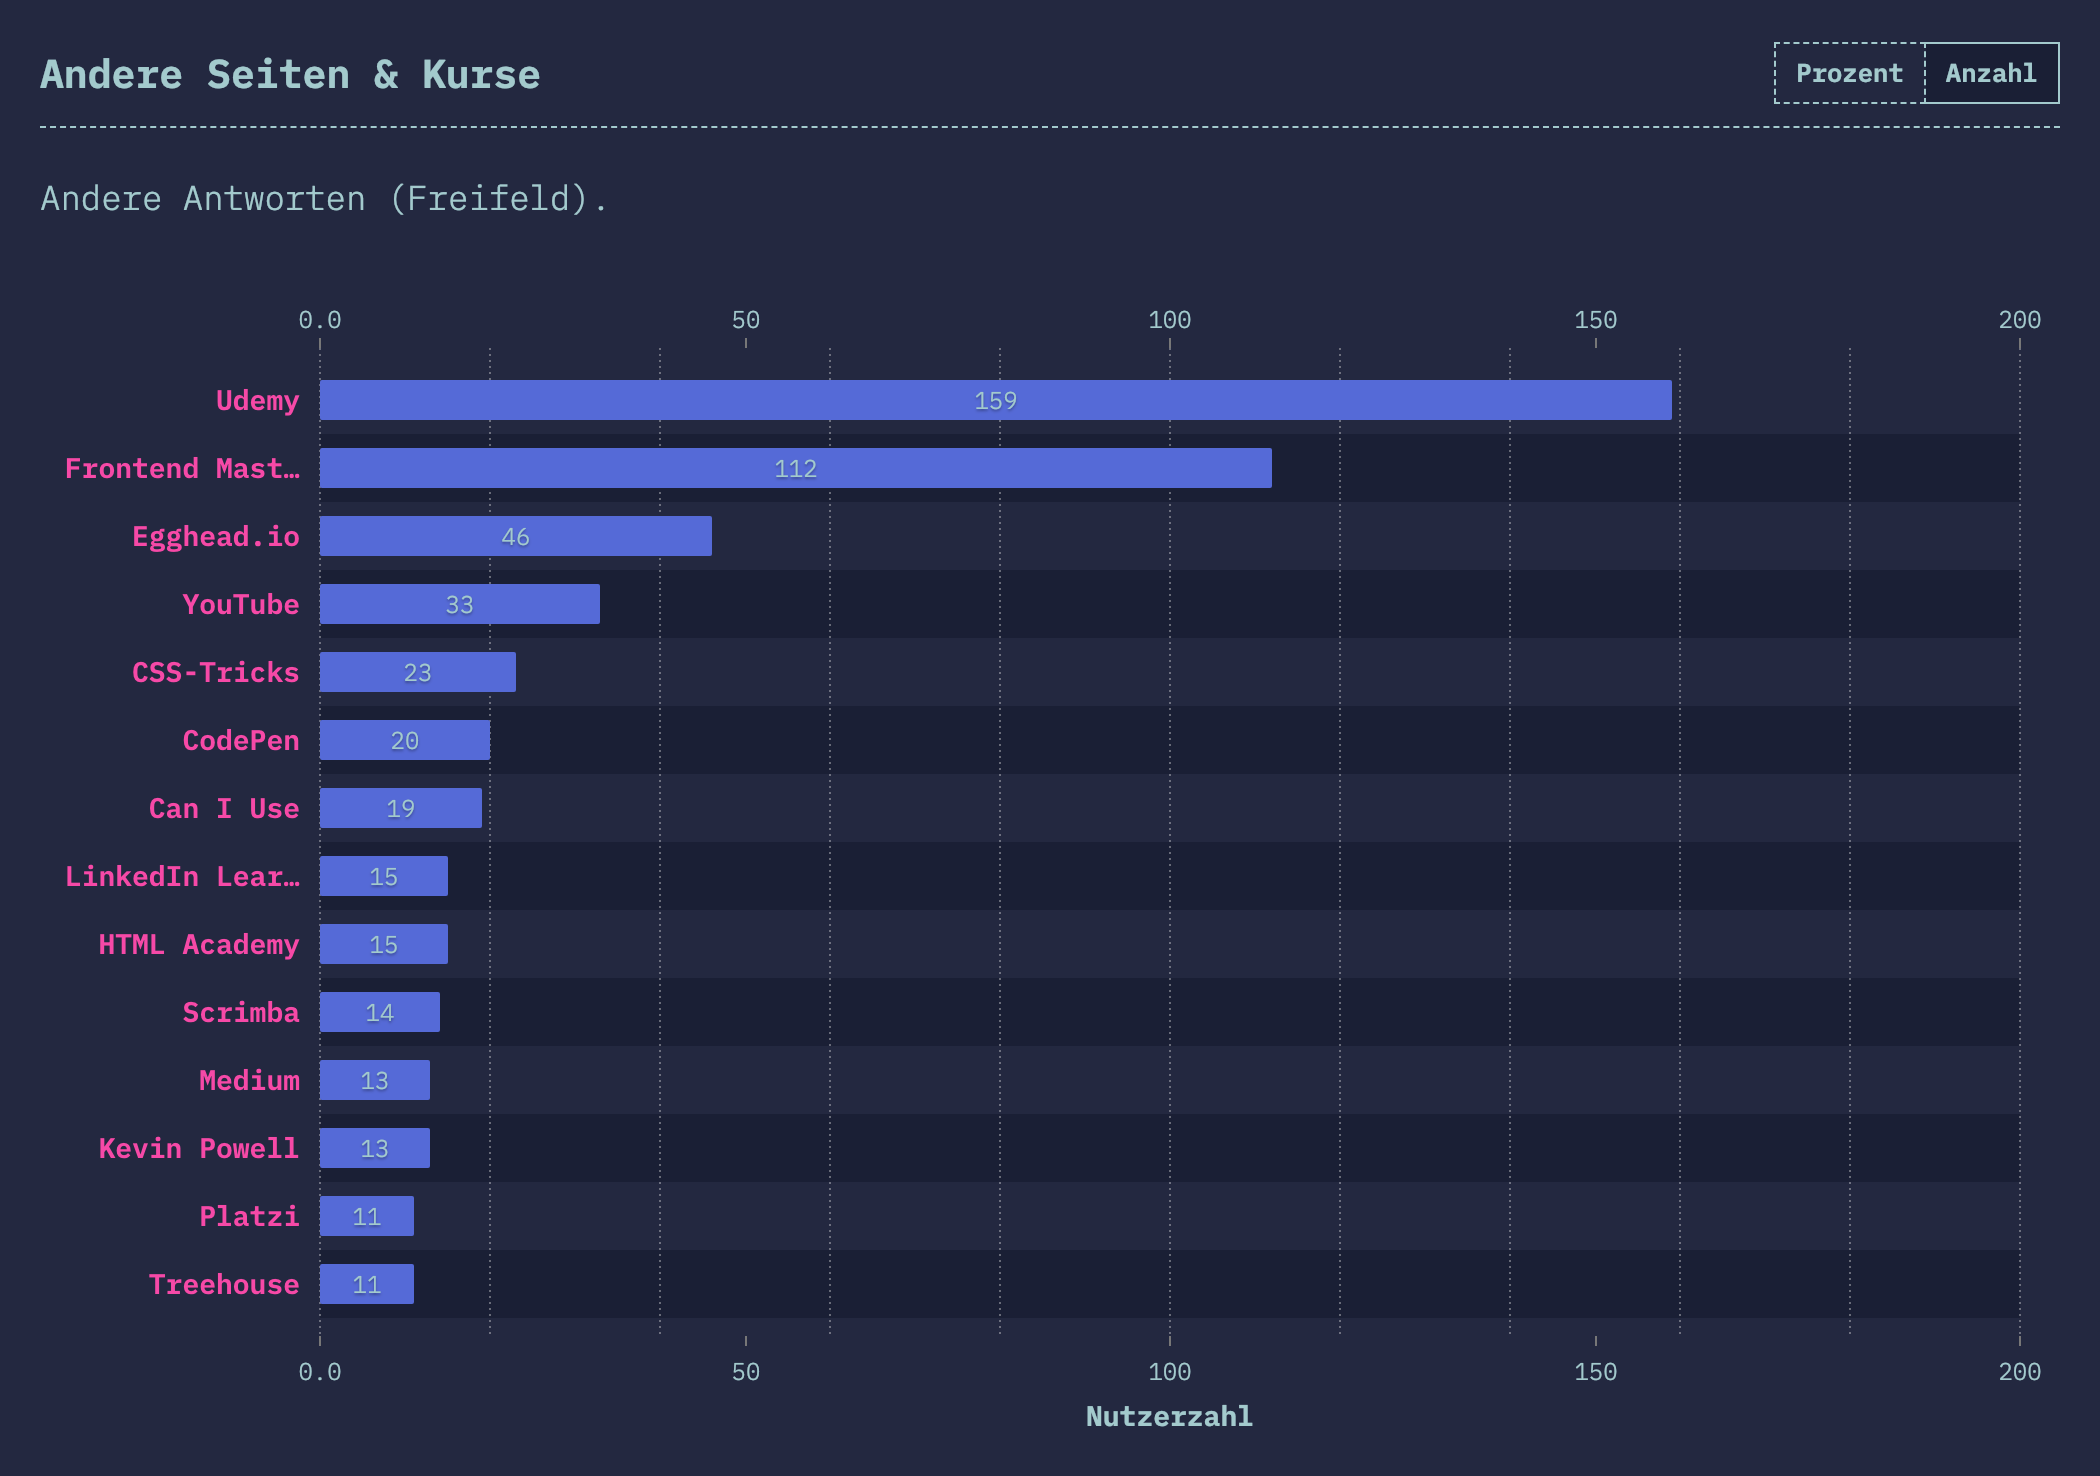 Andere Seiten & Kurse
Prozent Anzahl
Andere Antworten (Freifeld).
0.0 50 100 150 200
Udemy 159
Frontend Mast… 112
Egghead.io 46
YouTube 33
CSS-Tricks 23
CodePen 20
Can I Use 19
LinkedIn Lear… 15
HTML Academy 15
Scrimba 14
Medium 13
Kevin Powell 13
Platzi 11
Treehouse 11
0.0 50 100 150 200
Nutzerzahl